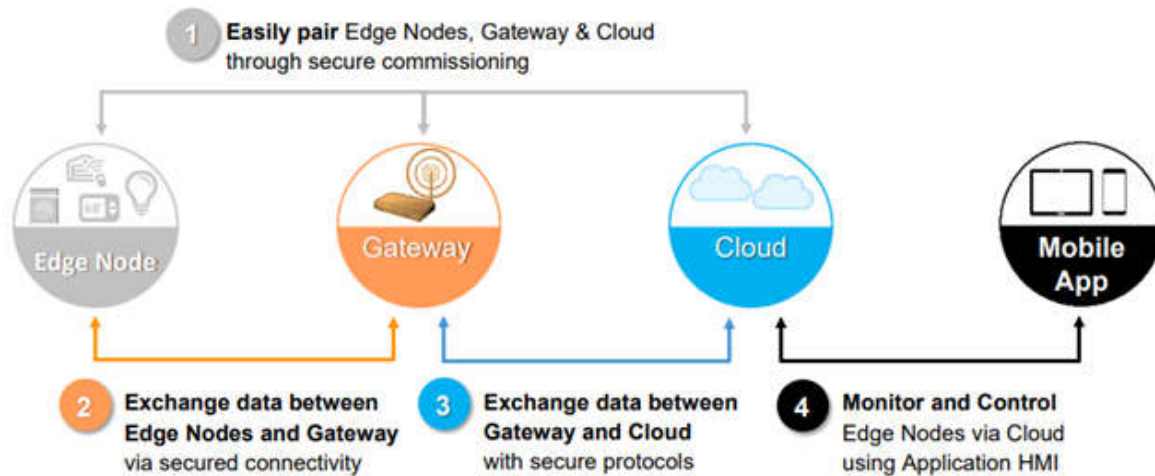 1
Easily pair Edge Nodes, Gateway & Cloud
through secure commissioning
Edge Node
Gateway
Cloud
Mobile
App
2
Exchange data between
Edge Nodes and Gateway
via secured connectivity
3
Exchange data between
Gateway and Cloud
with secure protocols
4
Monitor and Control
Edge Nodes via Cloud
using Application HMI